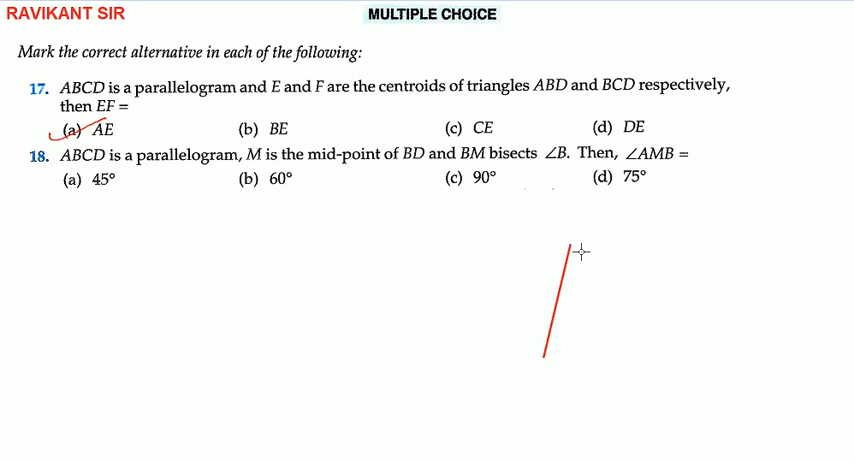 RAVIKANT SIR
MULTIPLE CHOICE
Mark the correct alternative in each of the following:
17. ABCD is a parallelogram and E and F are the centroids of triangles ABD and BCD respectively,
then EF =
(a) AE (b) BE (c) CE (d) DE
18. ABCD is a parallelogram, M is the mid-point of BD and BM bisects ∠B. Then, ∠AMB =
(a) 45° (b) 60° (c) 90° (d) 75°